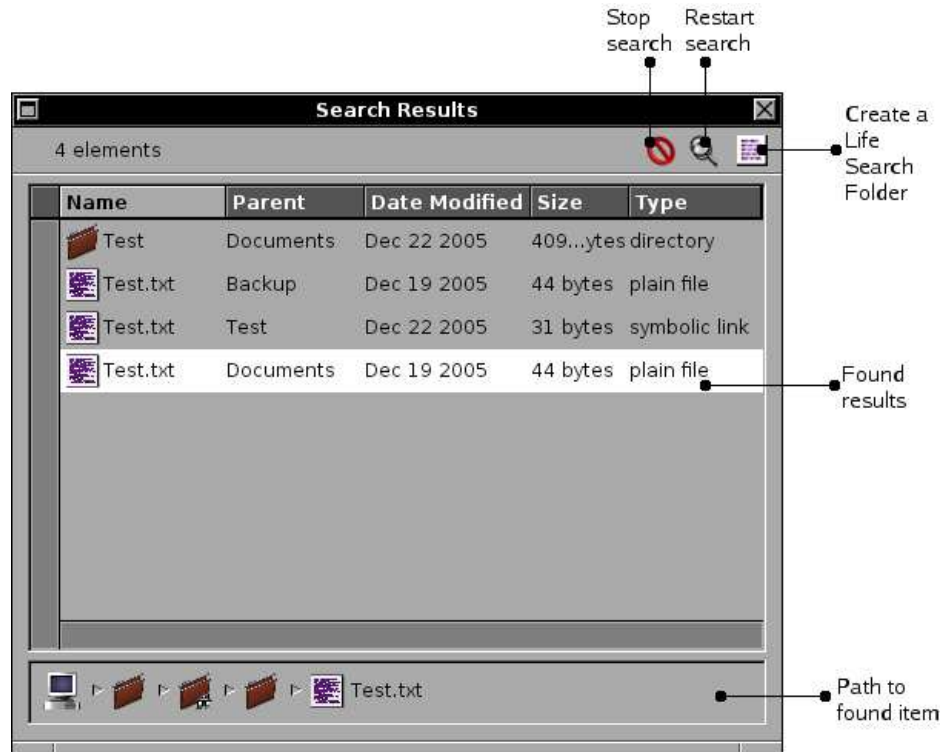 Stop search
Restart search
Search Results
4 elements
Create a Life Search Folder
Name Parent Date Modified Size Type
Test Documents Dec 22 2005 409...ytes directory
Test.txt Backup Dec 19 2005 44 bytes plain file
Test.txt Test Dec 22 2005 31 bytes symbolic link
Test.txt Documents Dec 19 2005 44 bytes plain file
Found results
Test.txt
Path to found item